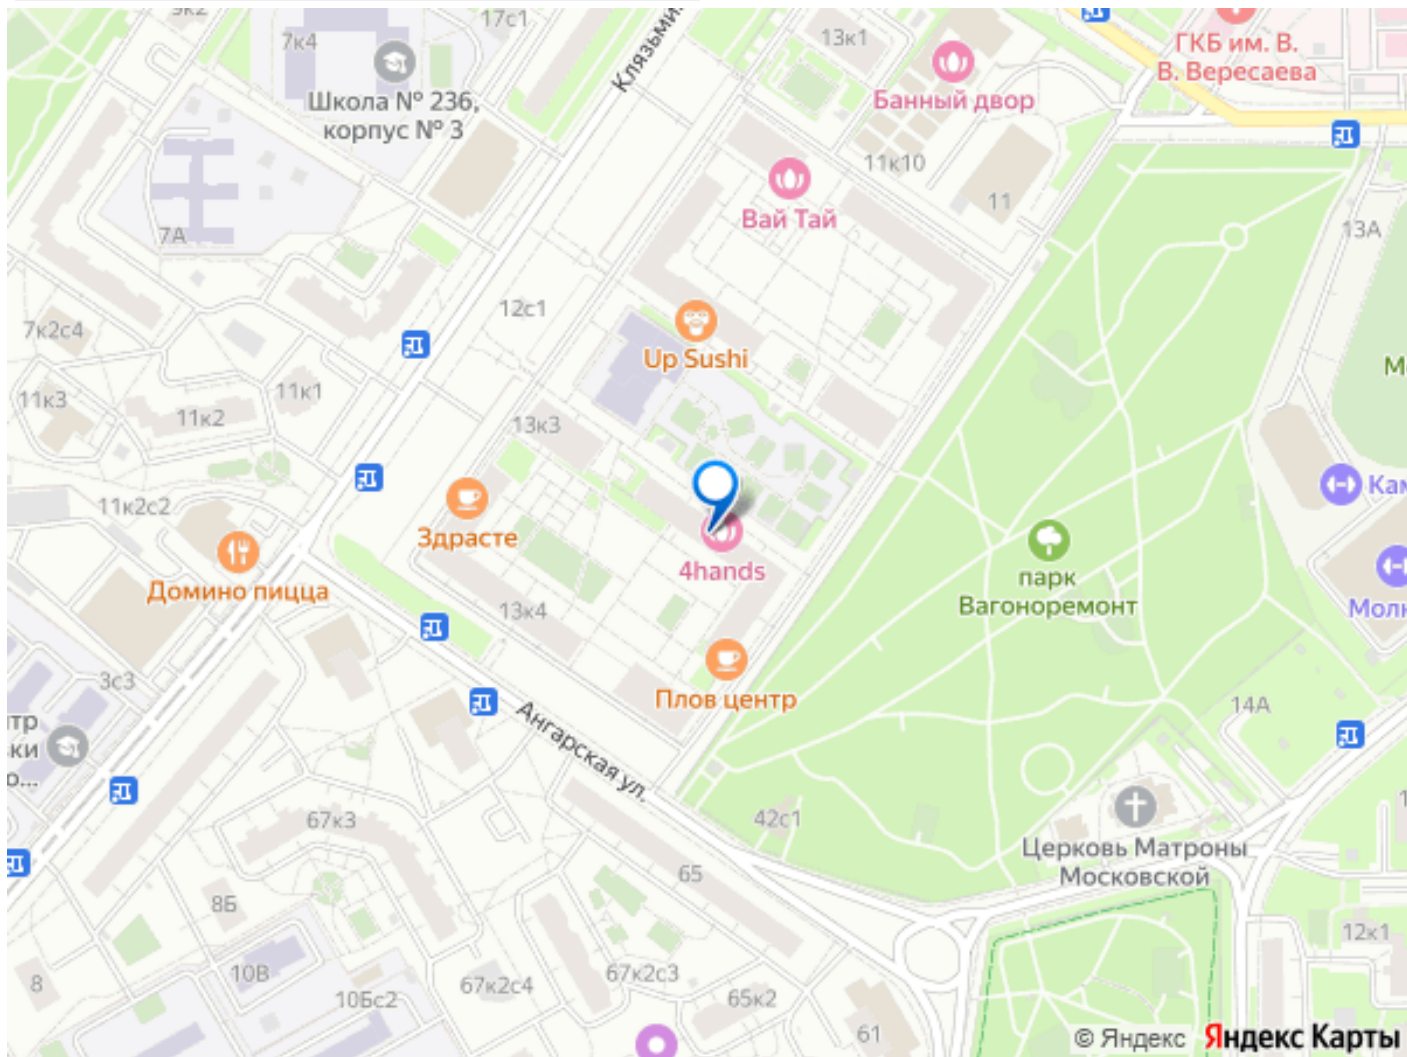 17с1
7к4
Школа № 236,
корпус № 3
13к1
Банный двор
ГКБ им. В.
В. Вересаева
11к10
11
Вай Тай
13А
7А
12с1
7к2с4
Up Sushi
11к1
11к3
11к2
13к3
11к2с2
Здрасте
Домино пицца
4hands
парк
Вагоноремонт
13к4
3с3
Плов центр
14А
Ангарская ул.
67к3
42с1
Церковь Матроны
Московской
65
8Б
12к1
10В
8
10Бс2
67к2с4
67к2с3
65к2
61
© Яндекс Яндекс Карты